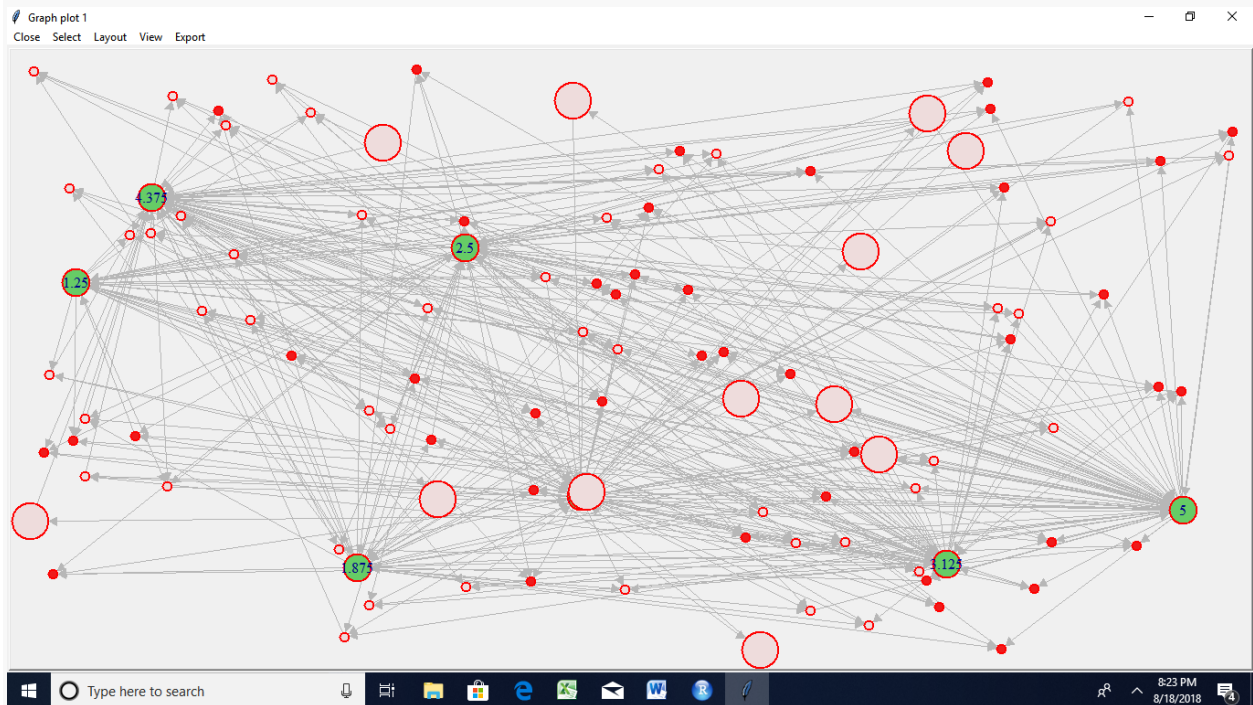 Graph plot 1
Close Select Layout View Export
4.375
2.5
1.25
5
1.875
3.125
Type here to search
8:23 PM
8/18/2018
4